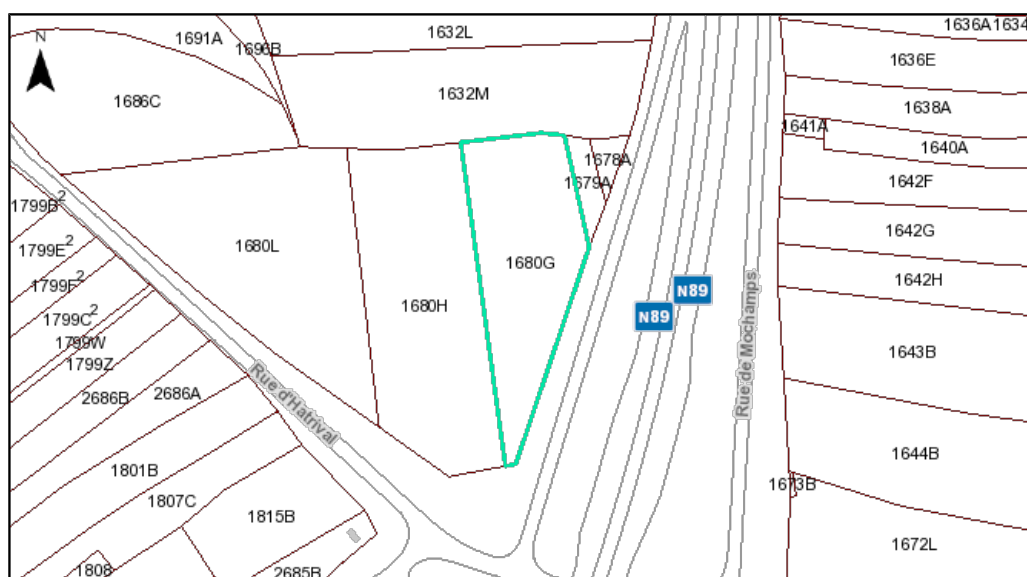 1691A
1696B
1632L
1636A
1634
N
1636E
1686C
1632M
1638A
1641A
1640A
1678A
1679A
1642F
1799B²
1680L
1680G
1642G
1799E²
1799F²
1680H
1642H
N89
N89
1799C²
1799W
1799Z
Rue de Mochamps
1643B
2686B
2686A
Rue d'Hatrival
1801B
1644B
1807C
1673B
1815B
1672L
1808
2685B